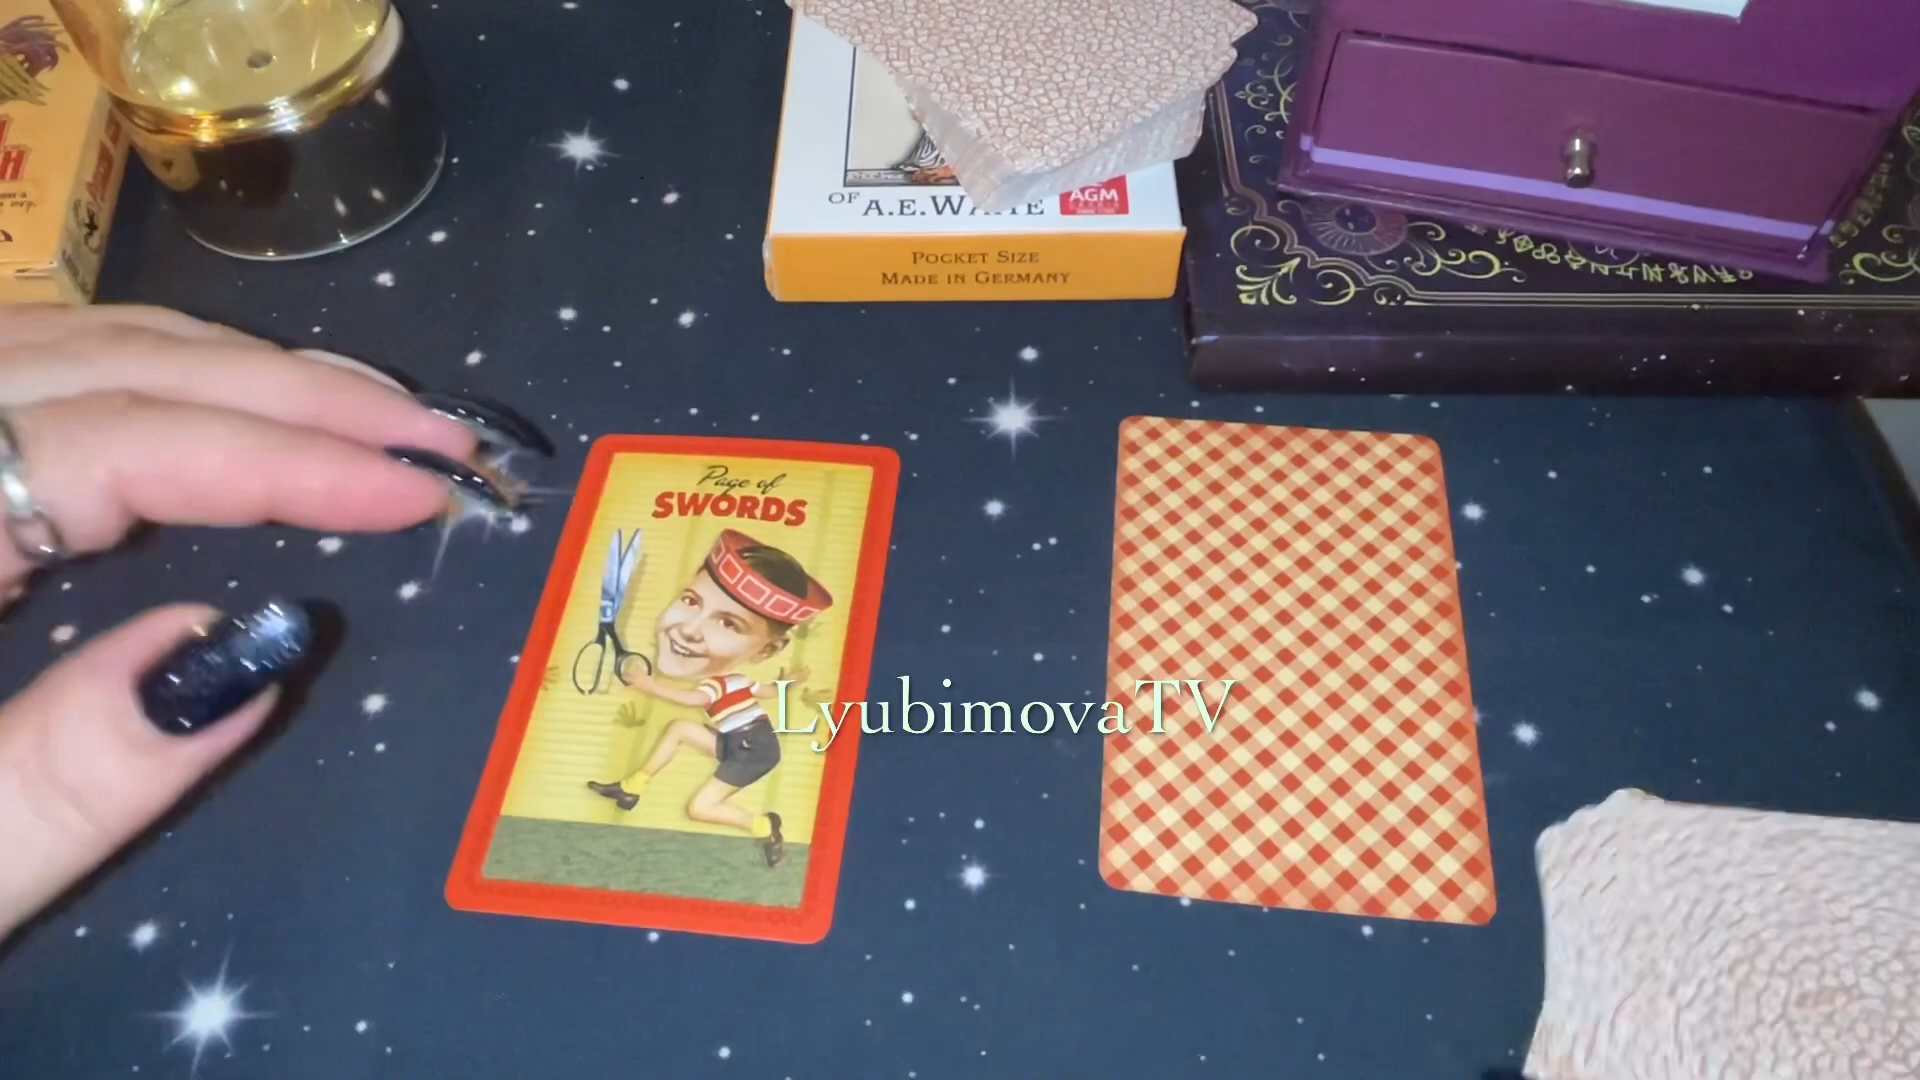 OF A.E. WAITE
AGM
POCKET SIZE
MADE IN GERMANY
Page of
SWORDS
LyubimovaTV